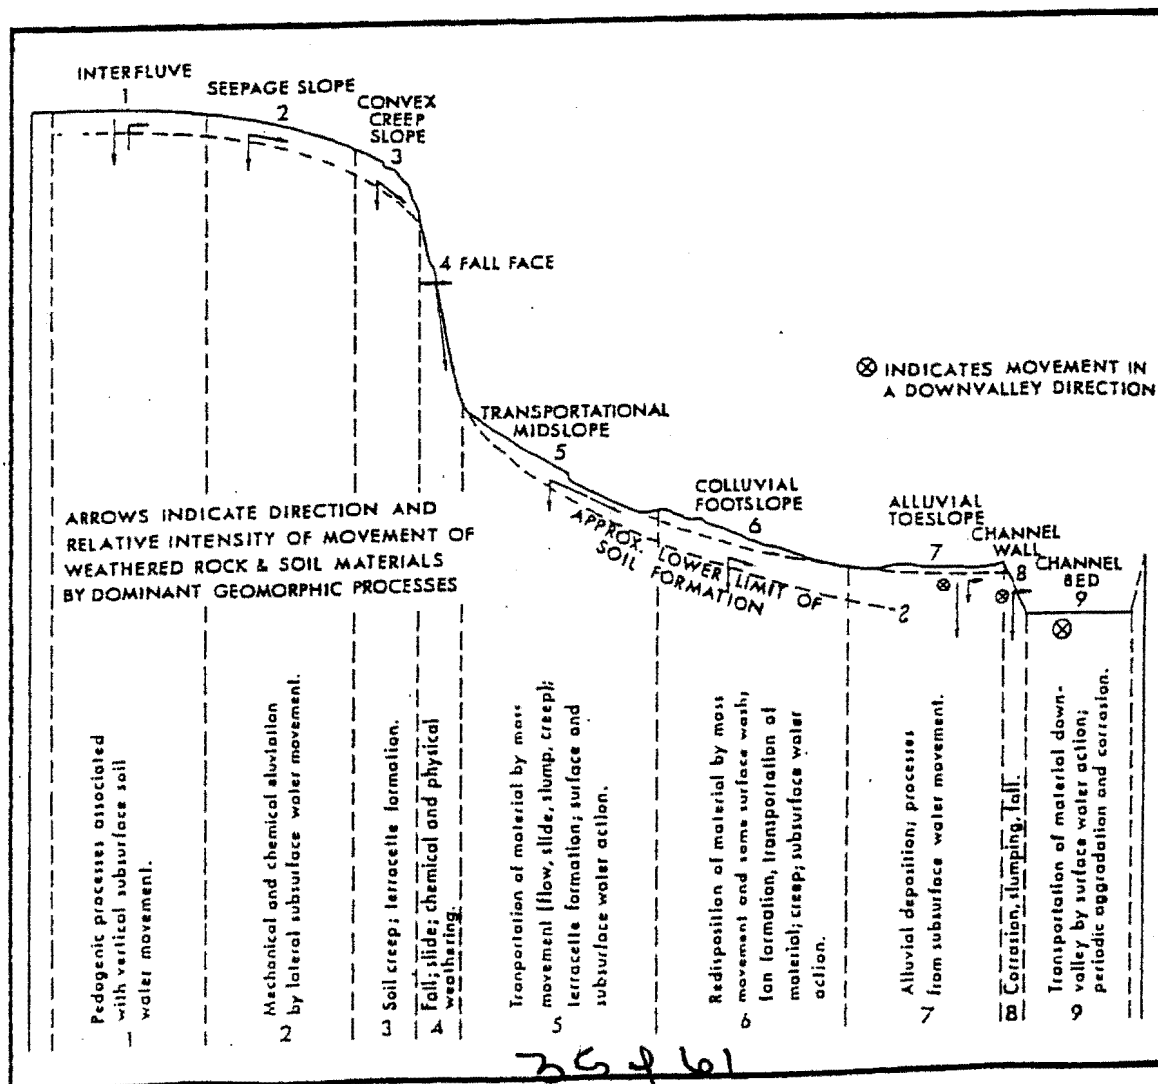 INTERFLUVE
1
SEEPAGE SLOPE
2
CONVEX
CREEP
SLOPE
3
4 FALL FACE
⊗ INDICATES MOVEMENT IN
A DOWNVALLEY DIRECTION
TRANSPORTATIONAL
MIDSLOPE
5
COLLUVIAL
FOOTSLOPE
6
ALLUVIAL
TOESLOPE
7
CHANNEL
WALL
8
CHANNEL
BED
9
ARROWS INDICATE DIRECTION AND
RELATIVE INTENSITY OF MOVEMENT OF
WEATHERED ROCK & SOIL MATERIALS
BY DOMINANT GEOMORPHIC PROCESSES
APPROX. LOWER LIMIT OF
SOIL FORMATION
?
Pedogenic processes associated
with vertical subsurface soil
water movement.
1
Mechanical and chemical eluviation
by lateral subsurface water movement.
2
Soil creep; terracette formation.
3
Fall; slide; chemical and physical
weathering.
4
Tranportation of material by mass
movement (flow, slide, slump, creep);
terracette formation; surface and
subsurface water action.
5
Redisposition of material by mass
movement and some surface wash;
fan formation, transportation of
material; creep; subsurface water
action.
6
Alluvial deposition; processes
from subsurface water movement.
7
Corrasion, slumping, fall.
8
Transportation of material down-
valley by surface water action;
periodic aggradation and corrasion.
9